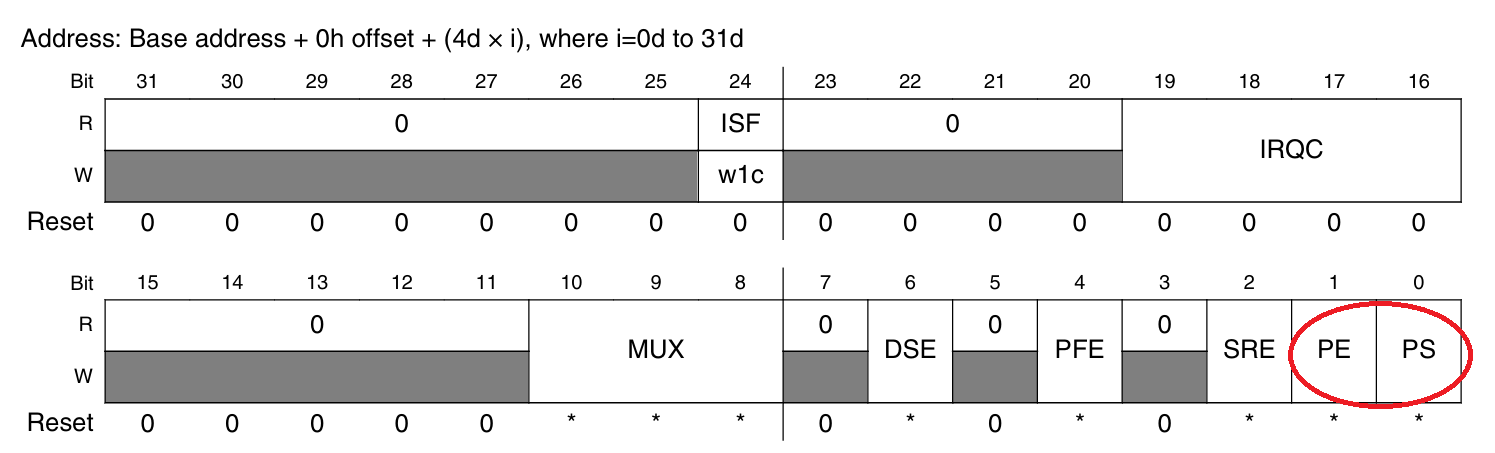 Address: Base address + 0h offset + (4d × i), where i=0d to 31d
Bit 31 30 29 28 27 26 25 24 23 22 21 20 19 18 17 16
R 0 ISF 0 IRQC
W w1c
Reset 0 0 0 0 0 0 0 0 0 0 0 0 0 0 0 0
Bit 15 14 13 12 11 10 9 8 7 6 5 4 3 2 1 0
R 0 MUX 0 DSE 0 PFE 0 SRE PE PS
W
Reset 0 0 0 0 0 * * * 0 * 0 * 0 * * *